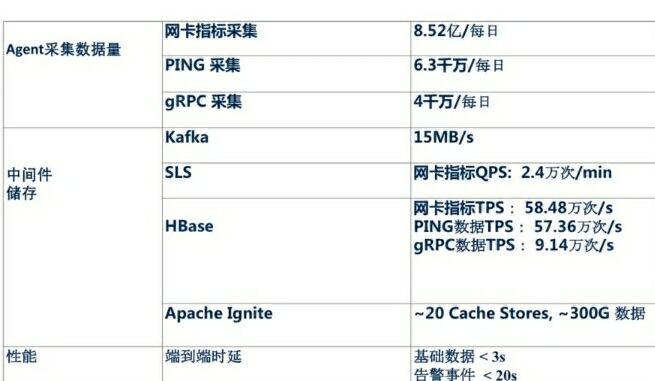 网卡指标采集 8.52亿/每日
Agent采集数据量
PING 采集 6.3千万/每日
gRPC 采集 4千万/每日
Kafka 15MB/s
中间件
储存
SLS 网卡指标QPS: 2.4万次/min
HBase
网卡指标TPS： 58.48万次/s
PING数据TPS： 57.36万次/s
gRPC数据TPS： 9.14万次/s
Apache Ignite ~20 Cache Stores, ~300G 数据
性能 端到端时延 基础数据 < 3s
告警事件 < 20s